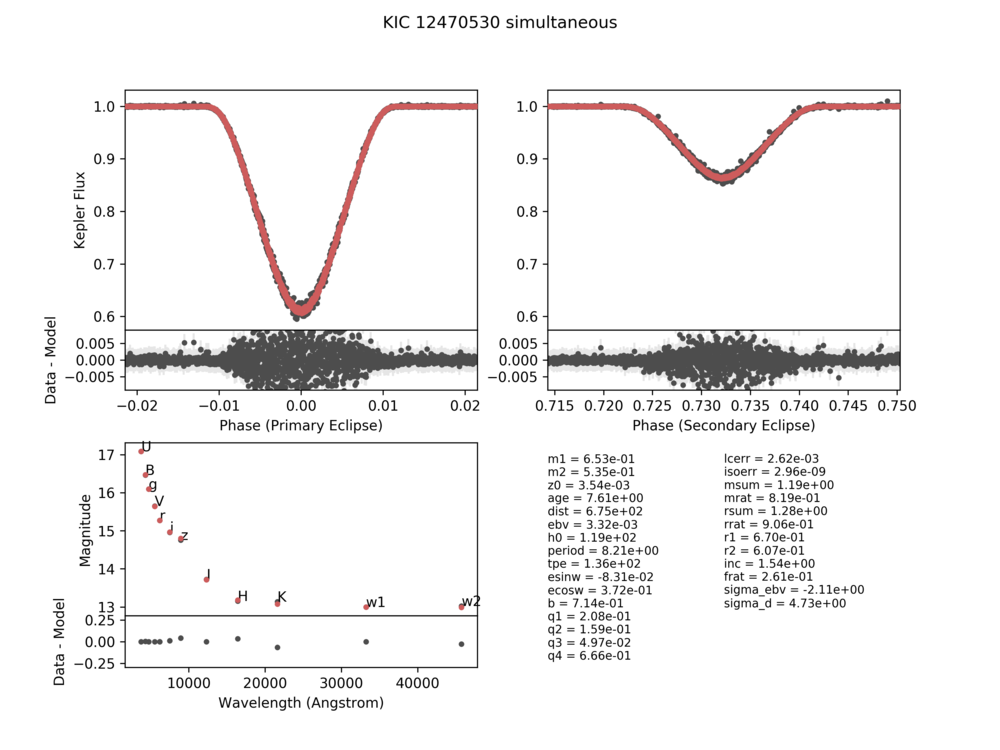 KIC 12470530 simultaneous
1.0
0.9
0.8
0.7
0.6
Kepler Flux
0.005
0.000
−0.005
Data - Model
−0.02 −0.01 0.00 0.01 0.02
Phase (Primary Eclipse)
1.0
0.9
0.8
0.7
0.6
0.005
0.000
−0.005
0.715 0.720 0.725 0.730 0.735 0.740 0.745 0.750
Phase (Secondary Eclipse)
17
16
15
14
13
Magnitude
U
B
g
V
r
i
z
J
H
K
w1
w2
0.25
0.00
−0.25
Data - Model
10000 20000 30000 40000
Wavelength (Angstrom)
m1 = 6.53e-01
m2 = 5.35e-01
z0 = 3.54e-03
age = 7.61e+00
dist = 6.75e+02
ebv = 3.32e-03
h0 = 1.19e+02
period = 8.21e+00
tpe = 1.36e+02
esinw = -8.31e-02
ecosw = 3.72e-01
b = 7.14e-01
q1 = 2.08e-01
q2 = 1.59e-01
q3 = 4.97e-02
q4 = 6.66e-01
lcerr = 2.62e-03
isoerr = 2.96e-09
msum = 1.19e+00
mrat = 8.19e-01
rsum = 1.28e+00
rrat = 9.06e-01
r1 = 6.70e-01
r2 = 6.07e-01
inc = 1.54e+00
frat = 2.61e-01
sigma_ebv = -2.11e+00
sigma_d = 4.73e+00